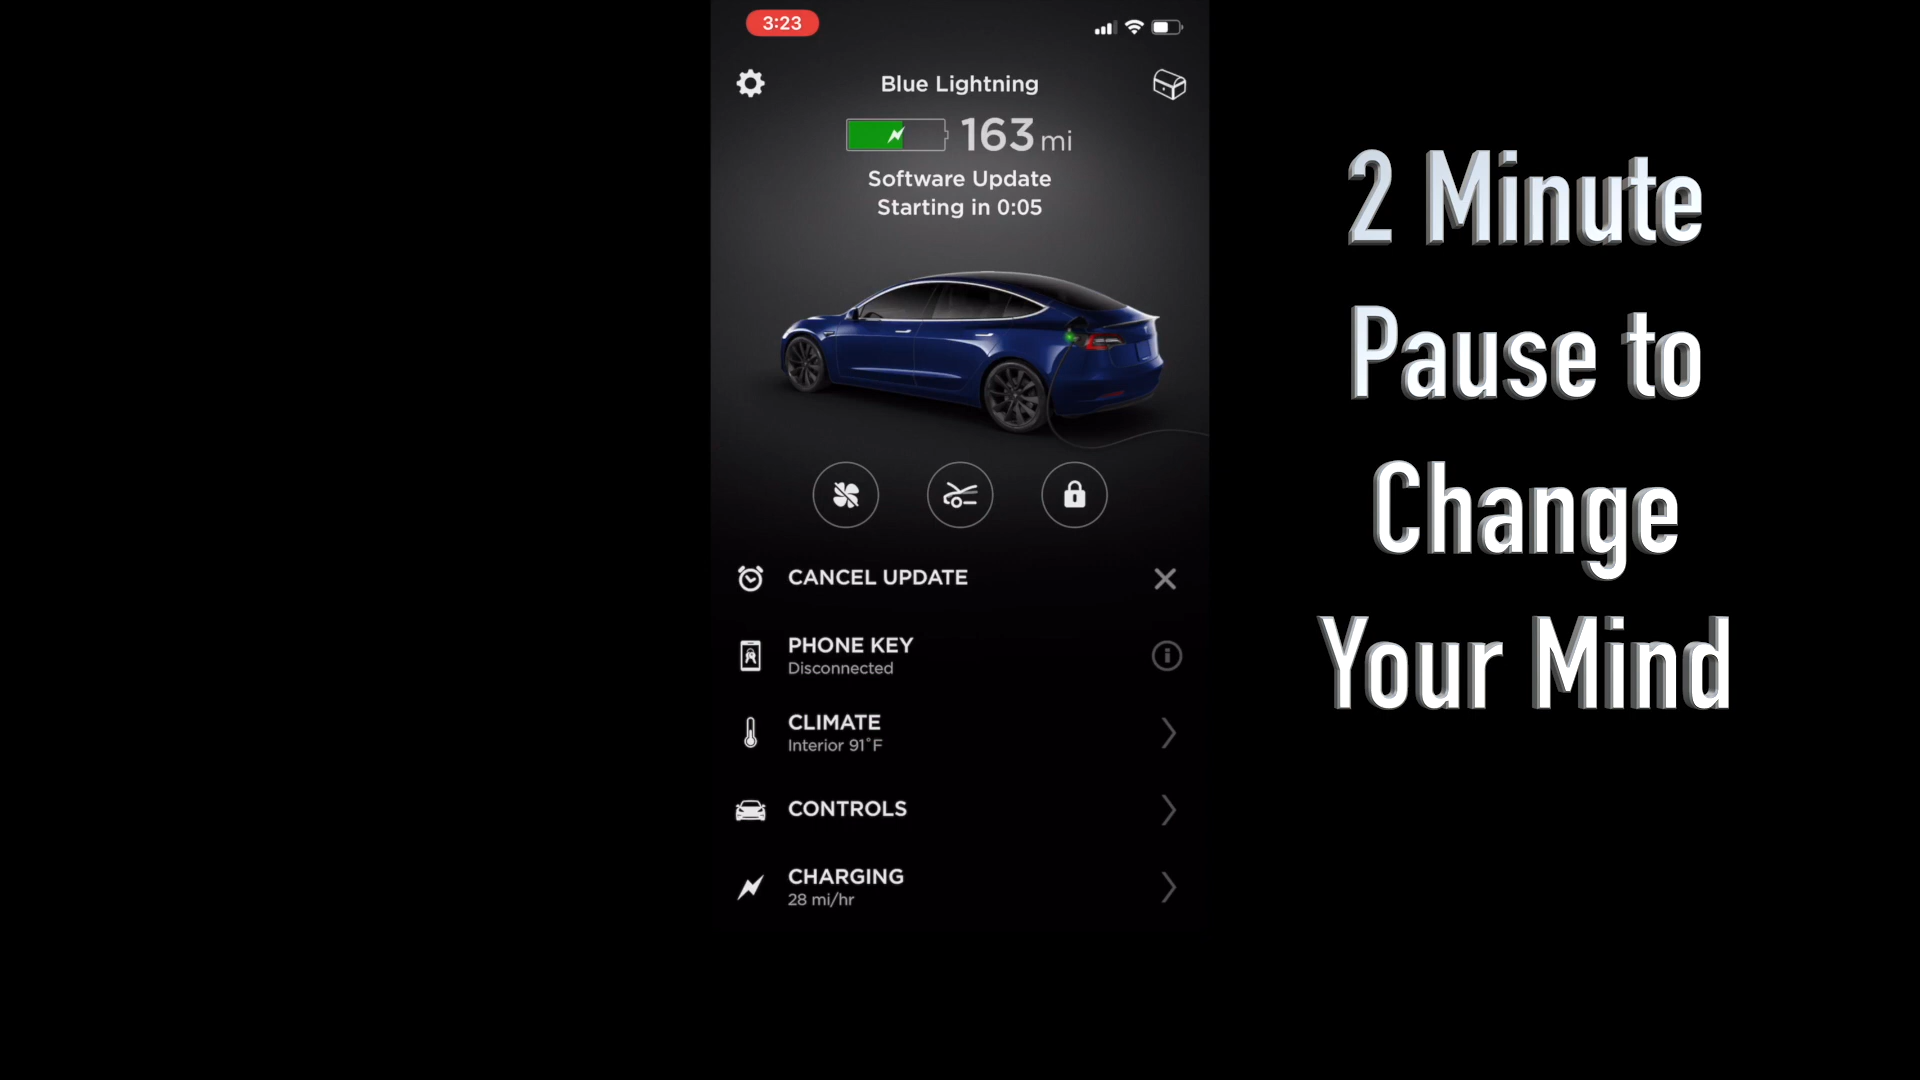 3:23
Blue Lightning
163 mi
Software Update
Starting in 0:05
CANCEL UPDATE
PHONE KEY
Disconnected
CLIMATE
Interior 91°F
CONTROLS
CHARGING
28 mi/hr
2 Minute
Pause to
Change
Your Mind